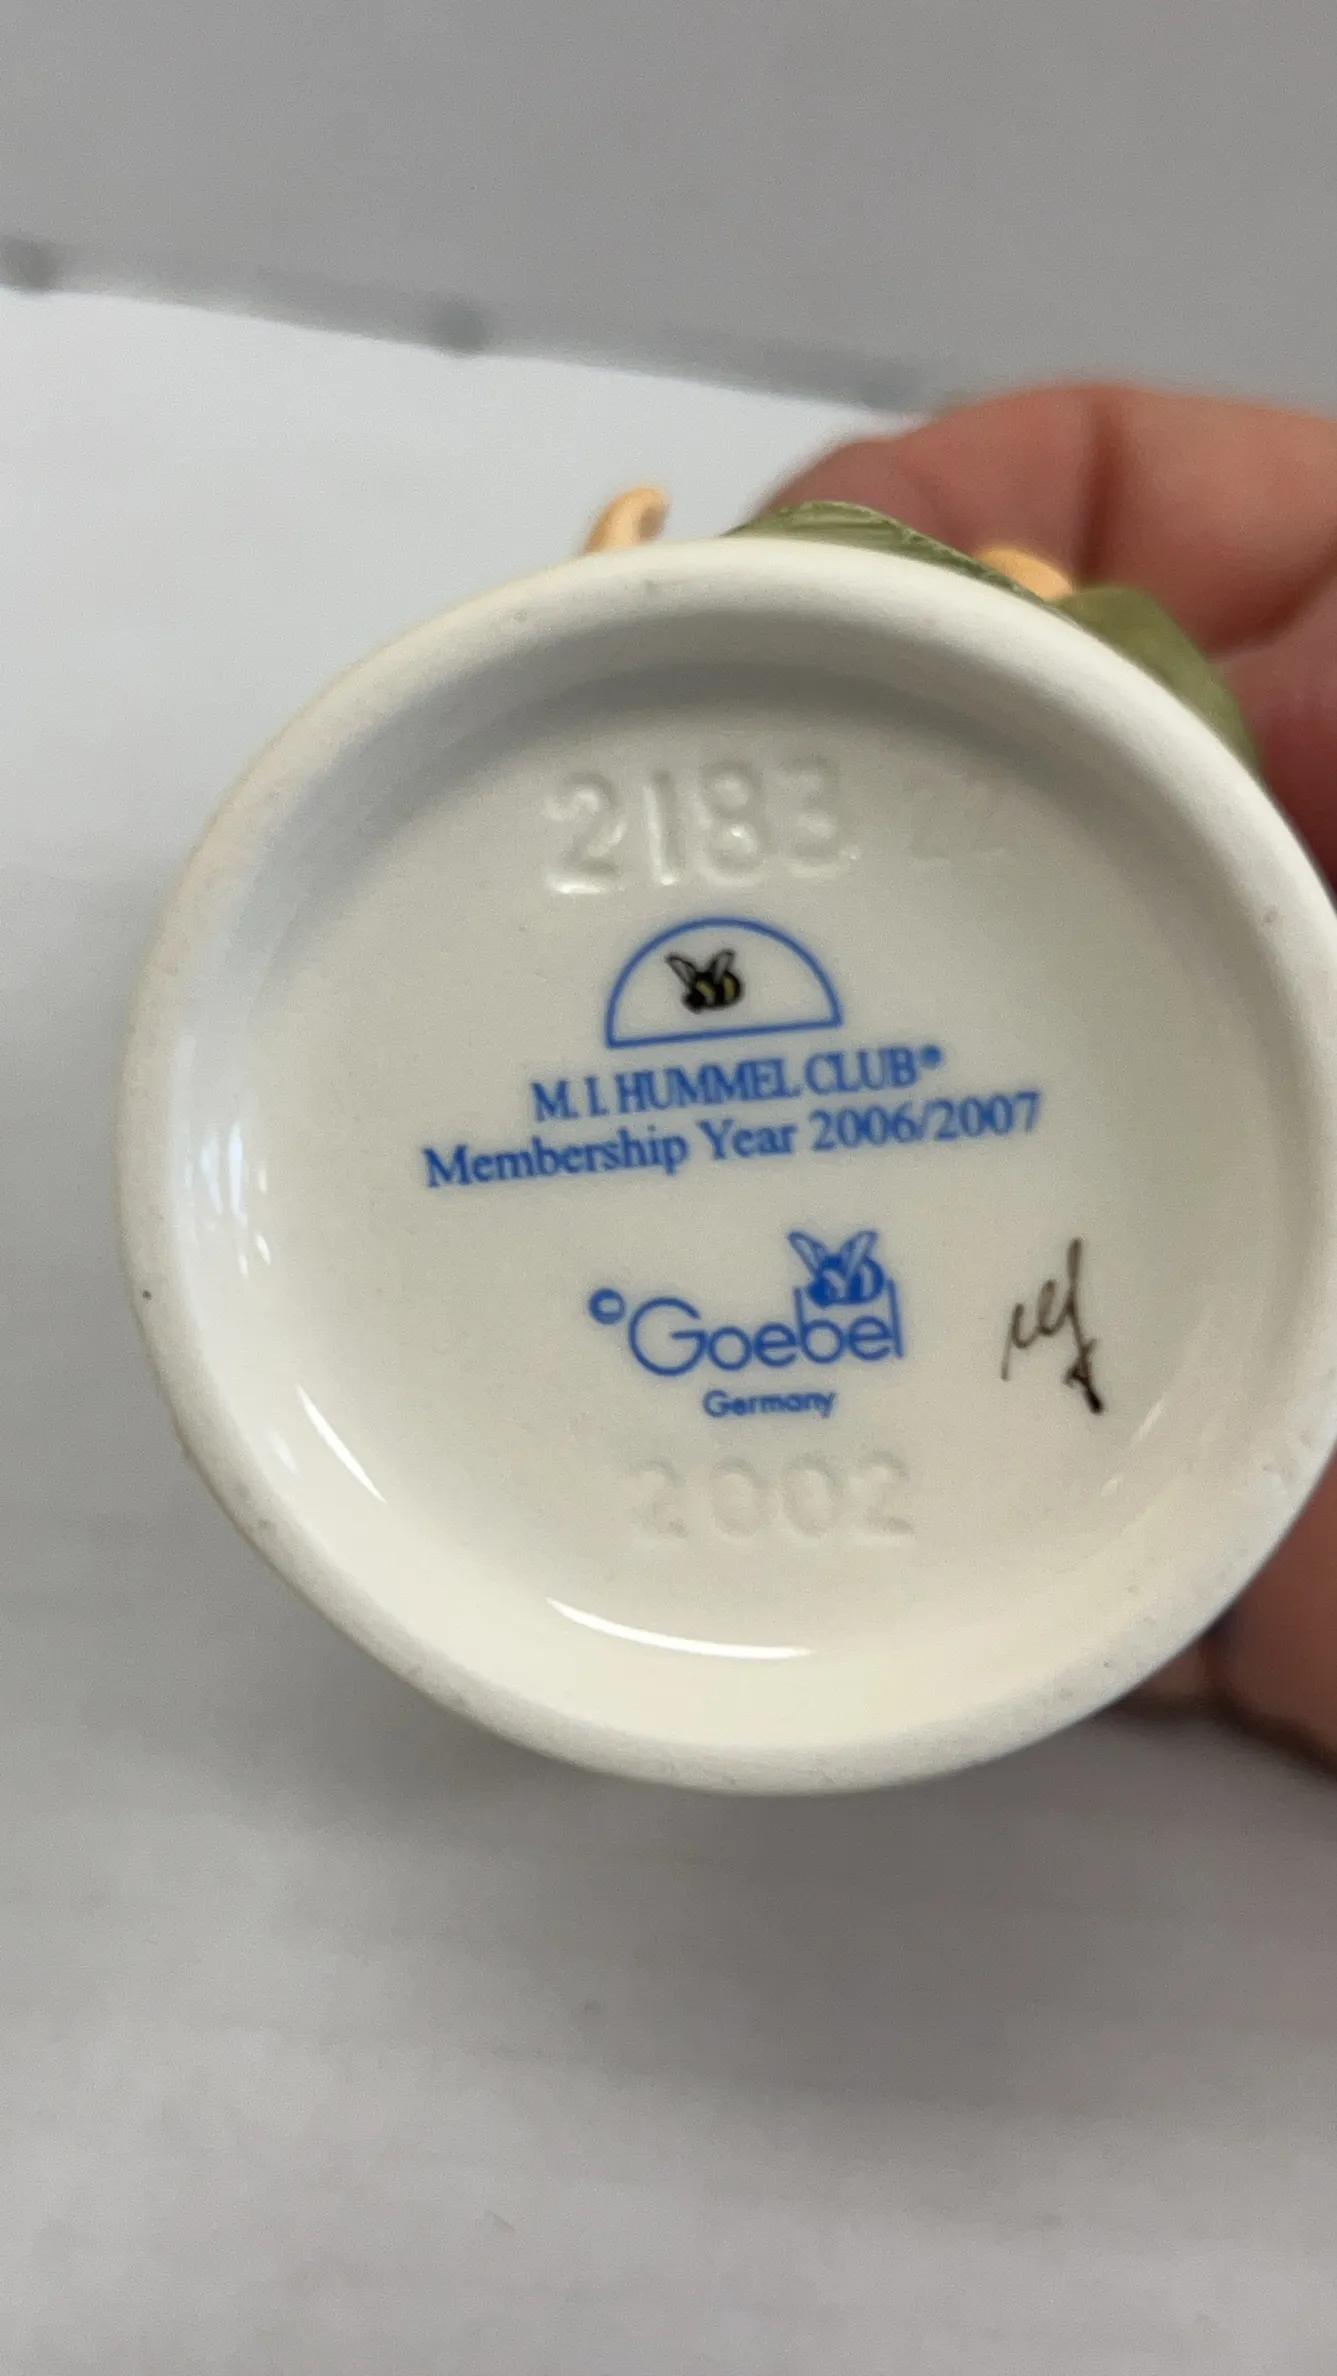 2183
M. I. HUMMEL CLUB®
Membership Year 2006/2007
©Goebel
Germany
2002